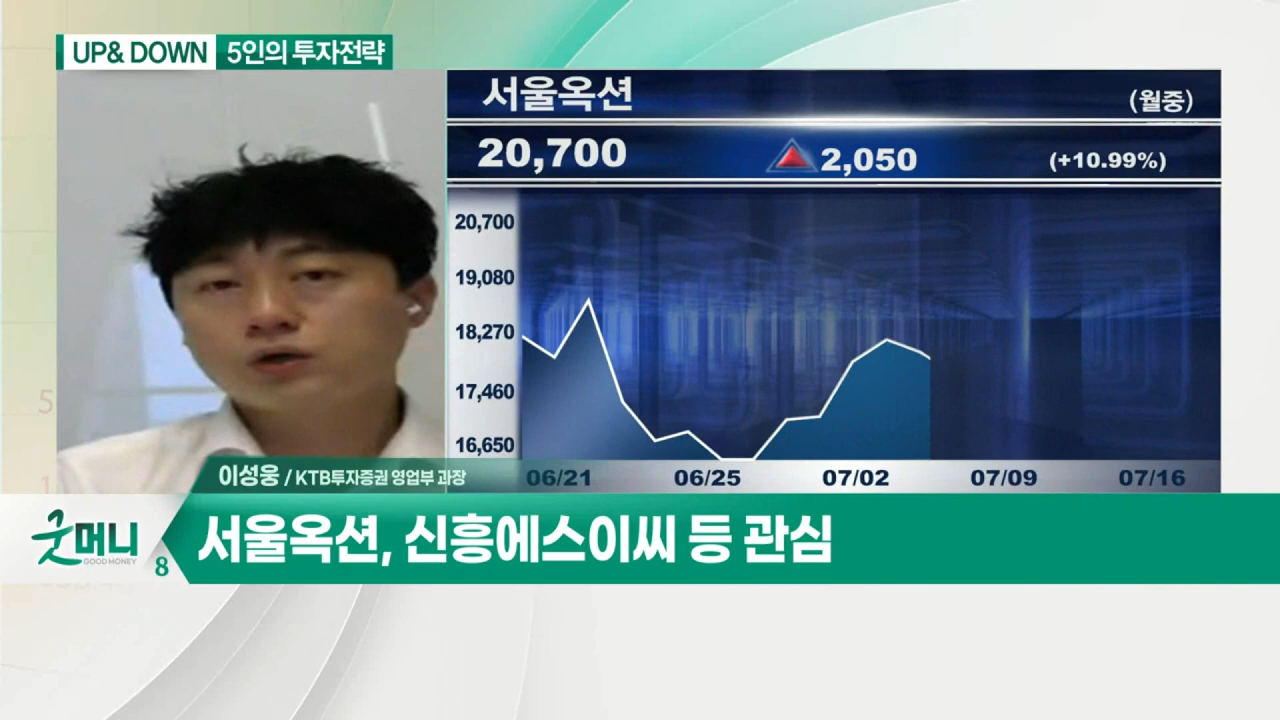 UP& DOWN 5인의 투자전략
서울옥션 (월중)
20,700 2,050 (+10.99%)
20,700
19,080
18,270
17,460
16,650
06/21 06/25 07/02 07/09 07/16
이성웅 / KTB투자증권 영업부 과장
굿머니
GOOD MONEY
8
서울옥션, 신흥에스이씨 등 관심
5
1